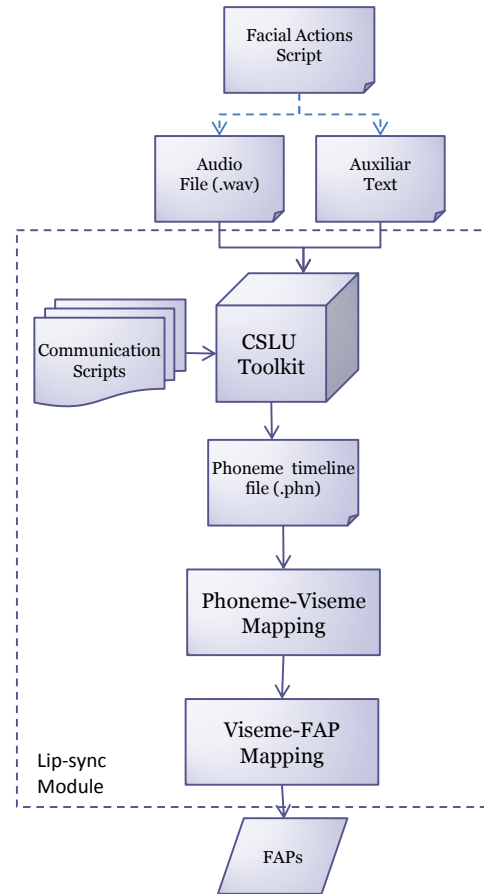 Facial Actions
Script
Audio
File (.wav)
Auxiliar
Text
CSLU
Toolkit
Communication
Scripts
Phoneme timeline
file (.phn)
Phoneme-Viseme
Mapping
Viseme-FAP
Mapping
Lip-sync
Module
FAPs